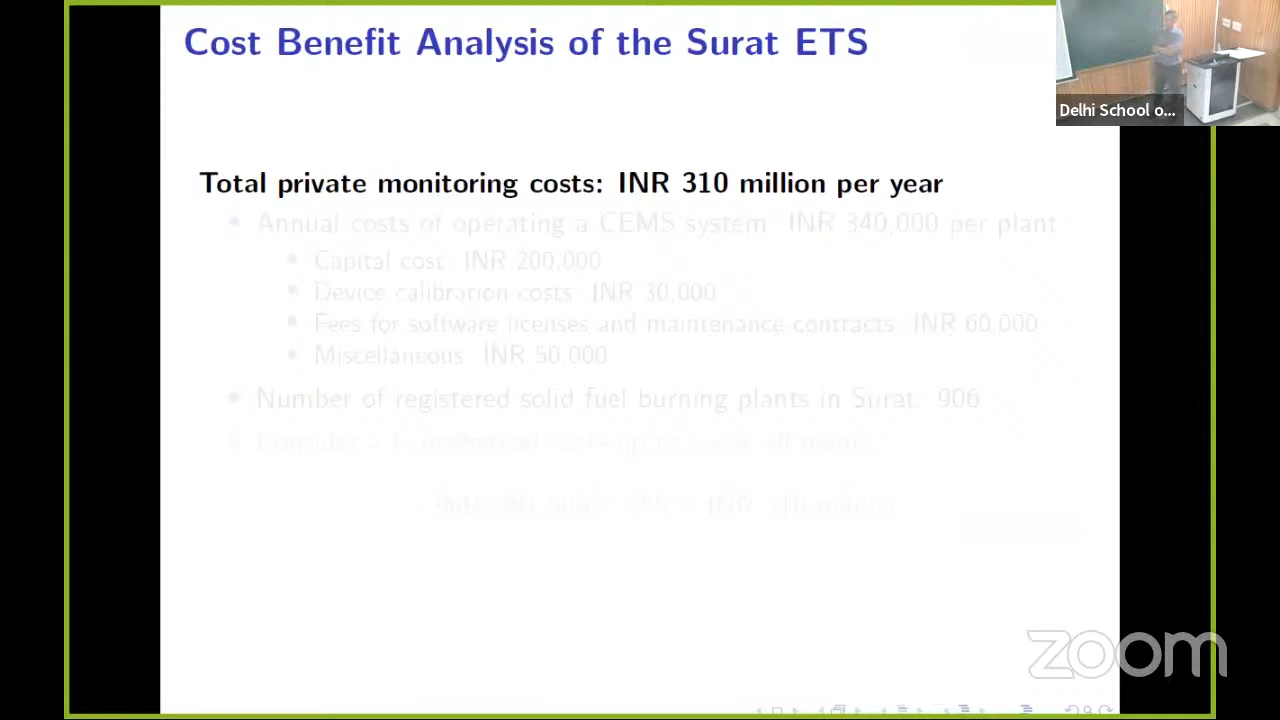 Cost Benefit Analysis of the Surat ETS
Delhi School o...
Total private monitoring costs: INR 310 million per year
Annual costs of operating a CEMS system INR 340,000 per plant
Capital cost INR 200,000
Device calibration costs INR 30,000
Fees for software licenses and maintenance contracts INR 60,000
Miscellaneous INR 50,000
Number of registered solid fuel burning plants in Surat 906
zoom